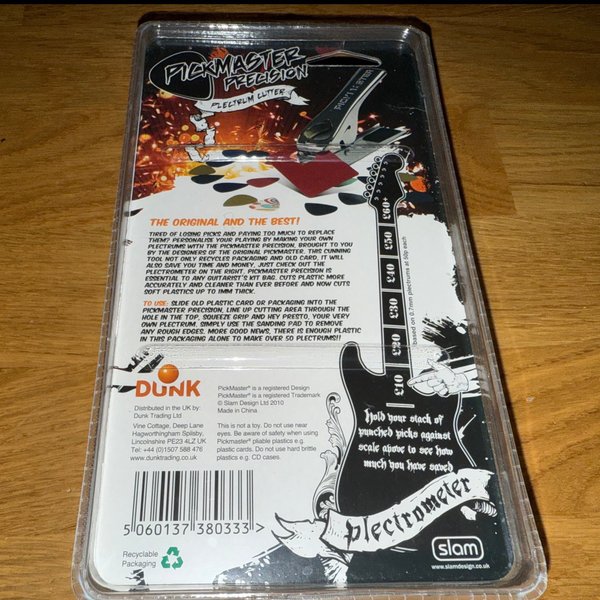 PICKMASTER
PRECISION
PLECTRUM CUTTER
THE ORIGINAL AND THE BEST!
TIRED OF LOSING PICKS AND PAYING TOO MUCH TO REPLACE
THEM? PERSONALISE YOUR PLAYING BY MAKING YOUR OWN
PLECTRUMS WITH THE PICKMASTER PRECISION, BROUGHT TO YOU
BY THE DESIGNERS OF THE ORIGINAL PICKMASTER. THIS CUNNING
TOOL NOT ONLY RECYCLES PACKAGING AND OLD CARD, IT WILL
ALSO SAVE YOU TIME AND MONEY, JUST CHECK OUT THE
PLECTROMETER ON THE RIGHT. PICKMASTER PRECISION IS
ESSENTIAL TO ANY GUITARIST'S KIT BAG. CUTS PLASTIC MORE
ACCURATELY AND CLEANER THAN EVER BEFORE AND NOW CUTS
SOFT PLASTICS UP TO 1MM THICK.
TO USE: SLIDE OLD PLASTIC CARD OR PACKAGING INTO THE
PICKMASTER PRECISION, LINE UP CUTTING AREA THROUGH THE
HOLE IN THE TOP, SQUEEZE GRIP AND HEY PRESTO, YOUR VERY
OWN PLECTRUM. SIMPLY USE THE SANDING PAD TO REMOVE
ANY ROUGH EDGES. MORE GOOD NEWS, THERE IS ENOUGH PLASTIC
IN THIS PACKAGING ALONE TO MAKE OVER 50 PLECTRUMS!!
£60+
£50
£40
£30
£20
£10
based on 0.7mm plectrums at 50p each
DUNK
Distributed in the UK by:
Dunk Trading Ltd
Vine Cottage, Deep Lane
Hagworthingham Spilsby,
Lincolnshire PE23 4LZ UK
Tel: +44 (0)1507 588 476
www.dunktrading.co.uk
PickMaster® is a registered Design
PickMaster® is a registered Trademark
© Slam Design Ltd 2010
Made in China
This is not a toy. Do not use near
eyes. Be aware of safety when using
Pickmaster® pliable plastics e.g.
plastic cards. Do not use hard brittle
plastics e.g. CD cases.
Hold your stack of
punched picks against
scale above to see how
much you have saved
plectrometer
5 060137 380333 >
Recyclable
Packaging
slam
www.slamdesign.co.uk